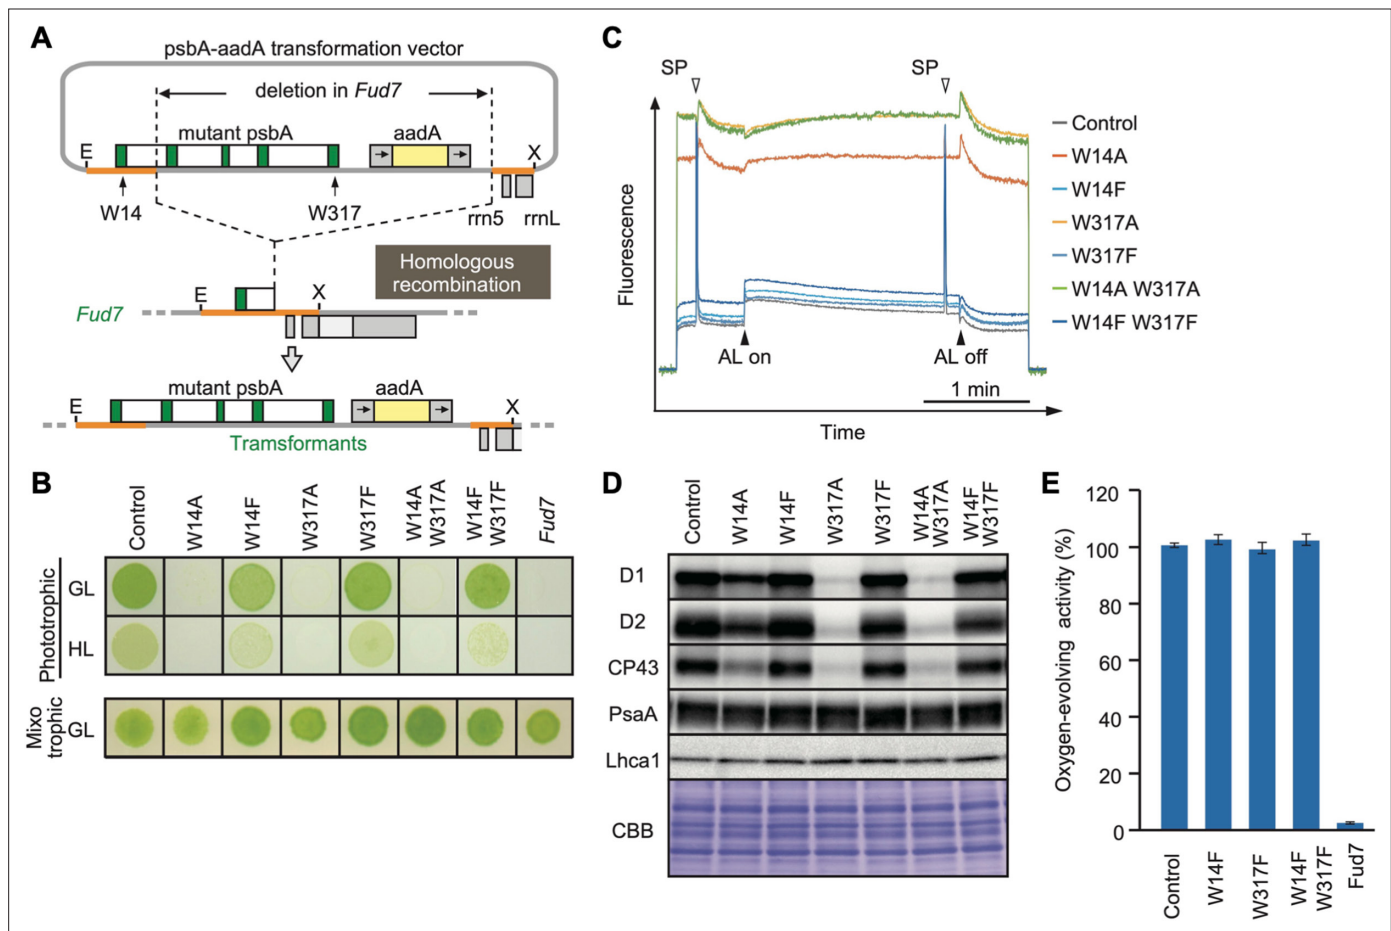 A
psbA-aadA transformation vector
deletion in Fud7
mutant psbA
aadA
E
X
W14
W317
rrn5
rrnL
Homologous
recombination
E
X
Fud7
mutant psbA
aadA
E
X
Tramsformants
B
Control
W14A
W14F
W317A
W317F
W14A
W317A
W14F
W317F
Fud7
Phototrophic
GL
HL
Mixo
trophic
GL
C
SP
SP
Fluorescence
AL on
AL off
1 min
Time
Control
W14A
W14F
W317A
W317F
W14A W317A
W14F W317F
D
Control
W14A
W14F
W317A
W317F
W14A
W317A
W14F
W317F
D1
D2
CP43
PsaA
Lhca1
CBB
E
Oxygen-evolving activity (%)
120
100
80
60
40
20
0
Control
W14F
W317F
W14F
W317F
Fud7